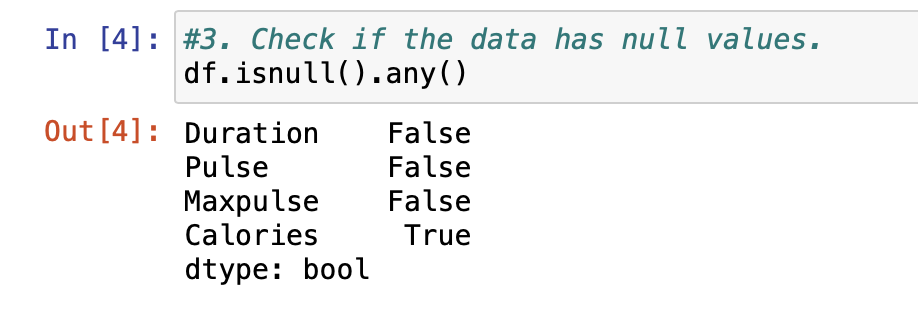 In [4]: #3. Check if the data has null values.
df.isnull().any()
Out[4]: Duration    False
Pulse       False
Maxpulse    False
Calories     True
dtype: bool